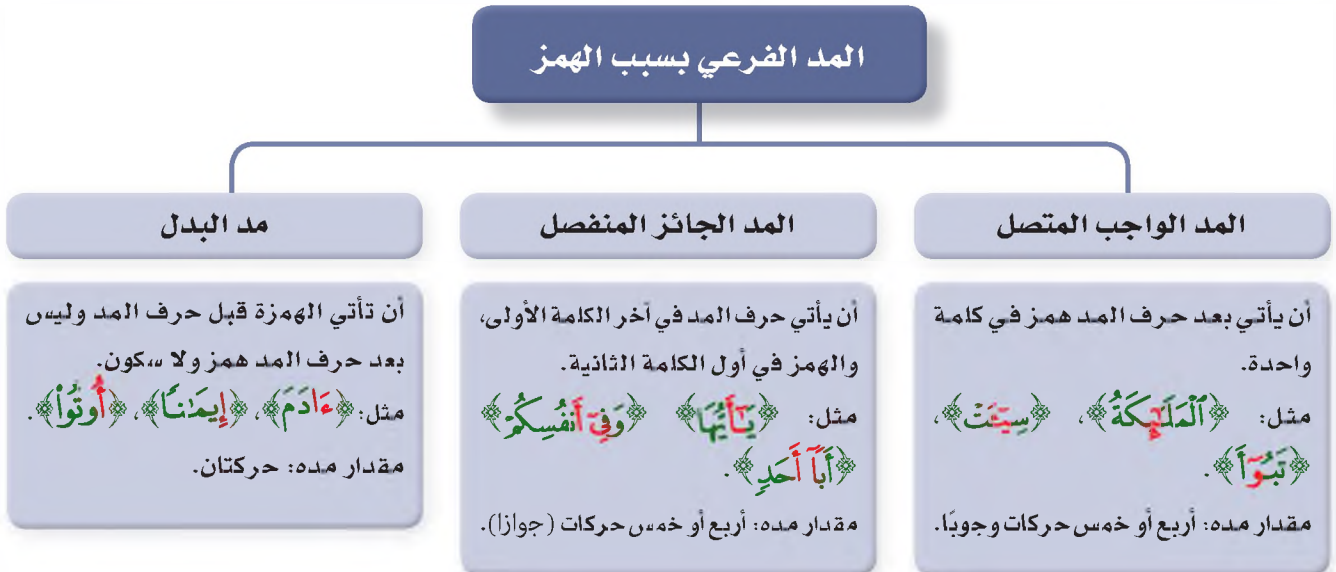 المد الفرعي بسبب الهمز
المد الواجب المتصل
أن يأتي بعد حرف المد همز في كلمة
واحدة.
مثل: ﴿ٱلْمَلَـٰٓئِكَةُ﴾، ﴿سِيٓـَٔتْ﴾،
﴿تَبُوٓأَ﴾.
مقدار مده: أربع أو خمس حركات وجوبًا.
المد الجائز المنفصل
أن يأتي حرف المد في آخر الكلمة الأولى،
والهمز في أول الكلمة الثانية.
مثل: ﴿يَـٰٓأَيُّهَا﴾ ﴿وَفِىٓ أَنفُسِكُمْ﴾
﴿أَبَآ أَحَدٍ﴾.
مقدار مده: أربع أو خمس حركات (جوازا).
مد البدل
أن تأتي الهمزة قبل حرف المد وليس
بعد حرف المد همز ولا سكون.
مثل: ﴿ءَادَمَ﴾، ﴿إِيمَـٰنًا﴾، ﴿أُوتُوا۟﴾.
مقدار مده: حركتان.